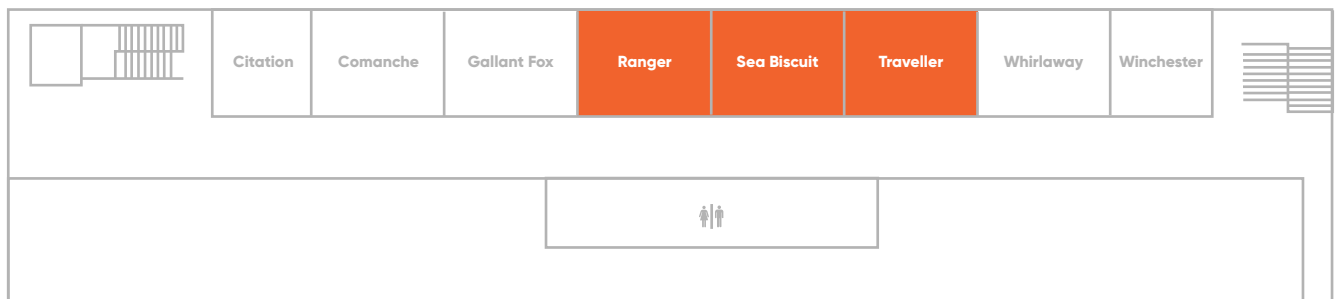 Citation
Comanche
Gallant Fox
Ranger
Sea Biscuit
Traveller
Whirlaway
Winchester